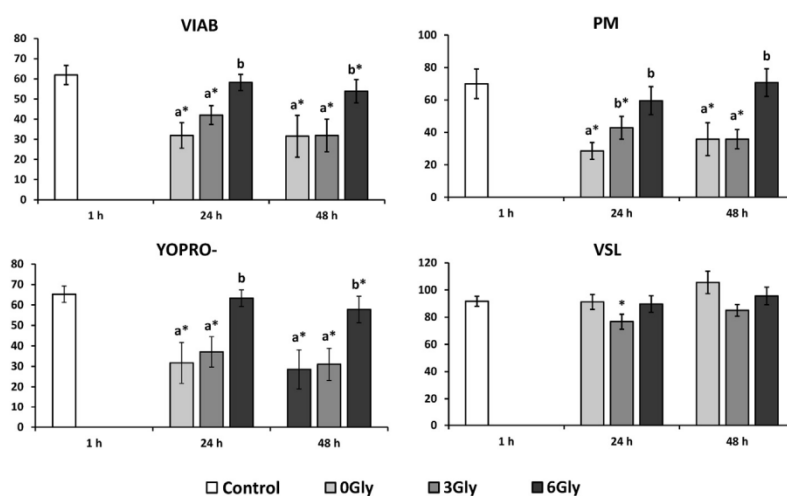 VIAB
70
60
50
40
30
20
10
0
a*
a*
b
a*
a*
b*
1 h
24 h
48 h
PM
100
80
60
40
20
0
a*
b*
b
a*
a*
b
1 h
24 h
48 h
YOPRO-
80
70
60
50
40
30
20
10
0
a*
a*
b
a*
a*
b*
1 h
24 h
48 h
VSL
120
100
80
60
40
20
0
*
1 h
24 h
48 h
Control 0Gly 3Gly 6Gly